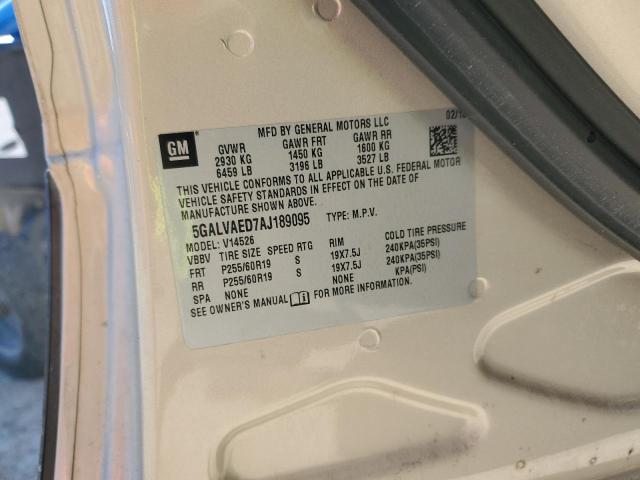 MFD BY GENERAL MOTORS LLC
GM
GVWR GAWR FRT GAWR RR
2930 KG 1450 KG 1600 KG
6459 LB 3196 LB 3527 LB
THIS VEHICLE CONFORMS TO ALL APPLICABLE U.S. FEDERAL MOTOR
VEHICLE SAFETY STANDARDS IN EFFECT ON THE DATE OF
MANUFACTURE SHOWN ABOVE.
5GALVAED7AJ189095 TYPE: M.P.V.
MODEL: V14526
VBBV TIRE SIZE SPEED RTG RIM COLD TIRE PRESSURE
FRT P255/60R19 S 19X7.5J 240KPA(35PSI)
RR P255/60R19 S 19X7.5J 240KPA(35PSI)
SPA NONE NONE KPA(PSI)
SEE OWNER'S MANUAL FOR MORE INFORMATION.